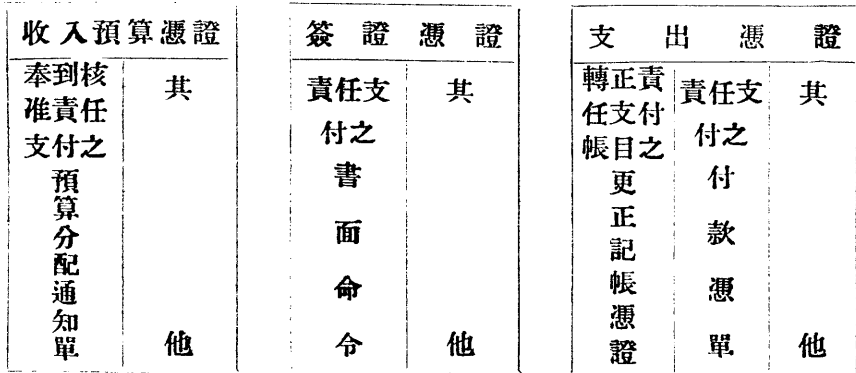 收入預算憑證
奉到核准責任支付之預算分配通知單
其他
簽證憑證
責任支付之書面命令
其他
支出憑證
轉正責任支付帳目之更正記帳憑證
責任支付之付款憑單
其他